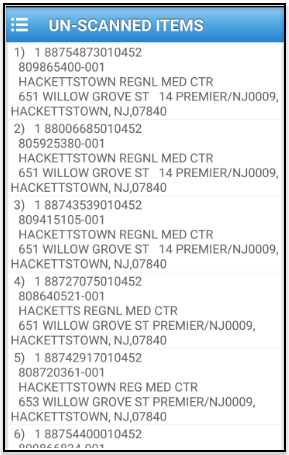 UN-SCANNED ITEMS
1) 1 88754873010452
809865400-001
HACKETTSTOWN REGNL MED CTR
651 WILLOW GROVE ST 14 PREMIER/NJ0009,
HACKETTSTOWN, NJ,07840
2) 1 88006685010452
805925380-001
HACKETTSTOWN REGNL MED CTR
651 WILLOW GROVE ST 14 PREMIER/NJ0009,
HACKETTSTOWN, NJ,07840
3) 1 88743539010452
809415105-001
HACKETTSTOWN REGNL MED CTR
651 WILLOW GROVE ST 14 PREMIER/NJ0009,
HACKETTSTOWN, NJ,07840
4) 1 88727075010452
808640521-001
HACKETTS REGNL MED CTR
651 WILLOW GROVE ST PREMIER/NJ0009,
HACKETTSTOWN, NJ,07840
5) 1 88742917010452
808720361-001
HACKETTSTOWN REG MED CTR
653 WILLOW GROVE ST PREMIER/NJ0009,
HACKETTSTOWN, NJ,07840
6) 1 88754400010452